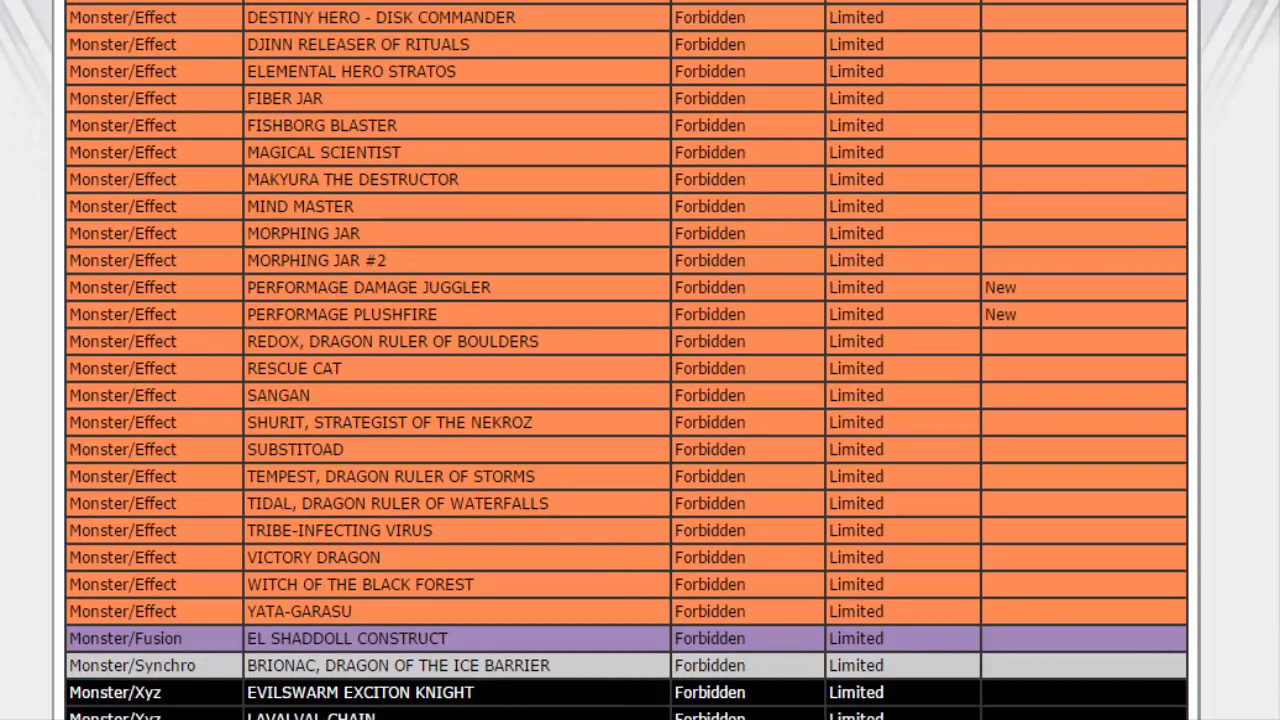 Monster/Effect DESTINY HERO - DISK COMMANDER Forbidden Limited
Monster/Effect DJINN RELEASER OF RITUALS Forbidden Limited
Monster/Effect ELEMENTAL HERO STRATOS Forbidden Limited
Monster/Effect FIBER JAR Forbidden Limited
Monster/Effect FISHBORG BLASTER Forbidden Limited
Monster/Effect MAGICAL SCIENTIST Forbidden Limited
Monster/Effect MAKYURA THE DESTRUCTOR Forbidden Limited
Monster/Effect MIND MASTER Forbidden Limited
Monster/Effect MORPHING JAR Forbidden Limited
Monster/Effect MORPHING JAR #2 Forbidden Limited
Monster/Effect PERFORMAGE DAMAGE JUGGLER Forbidden Limited New
Monster/Effect PERFORMAGE PLUSHFIRE Forbidden Limited New
Monster/Effect REDOX, DRAGON RULER OF BOULDERS Forbidden Limited
Monster/Effect RESCUE CAT Forbidden Limited
Monster/Effect SANGAN Forbidden Limited
Monster/Effect SHURIT, STRATEGIST OF THE NEKROZ Forbidden Limited
Monster/Effect SUBSTITOAD Forbidden Limited
Monster/Effect TEMPEST, DRAGON RULER OF STORMS Forbidden Limited
Monster/Effect TIDAL, DRAGON RULER OF WATERFALLS Forbidden Limited
Monster/Effect TRIBE-INFECTING VIRUS Forbidden Limited
Monster/Effect VICTORY DRAGON Forbidden Limited
Monster/Effect WITCH OF THE BLACK FOREST Forbidden Limited
Monster/Effect YATA-GARASU Forbidden Limited
Monster/Fusion EL SHADDOLL CONSTRUCT Forbidden Limited
Monster/Synchro BRIONAC, DRAGON OF THE ICE BARRIER Forbidden Limited
Monster/Xyz EVILSWARM EXCITON KNIGHT Forbidden Limited
Monster/Xyz LAVALVAL CHAIN Forbidden Limited